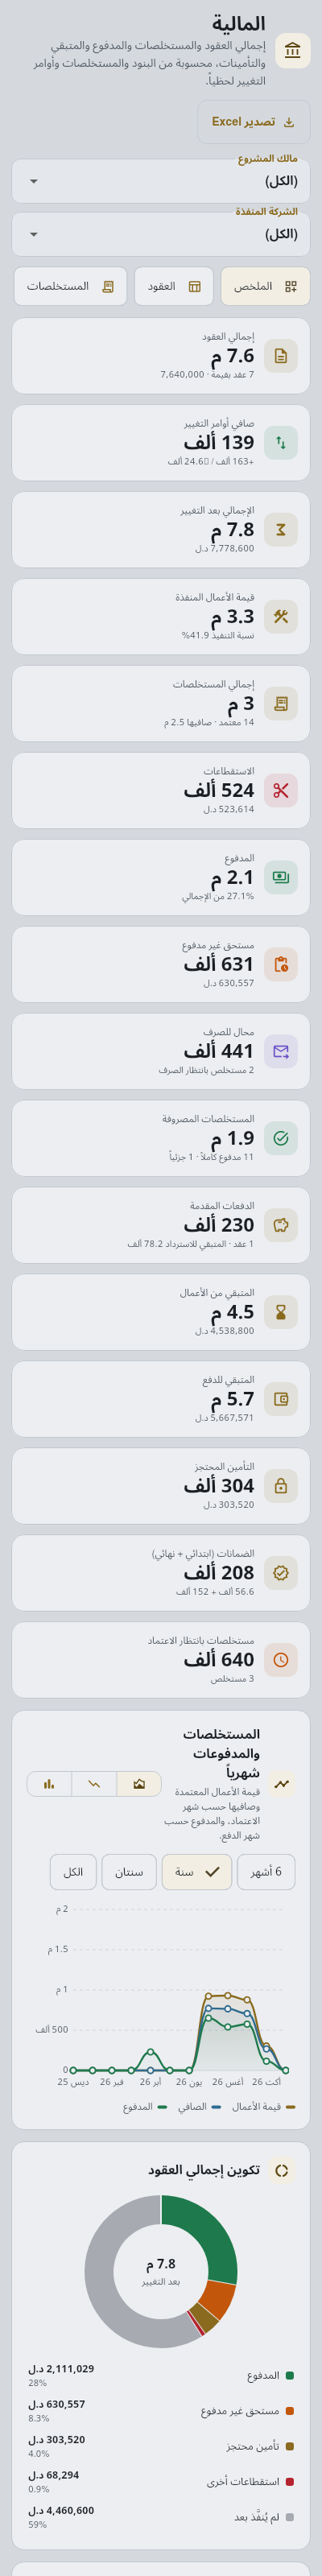 المالية
إجمالي العقود والمستخلصات والمدفوع والمتبقي
والتأمينات، محسوبة من البنود والمستخلصات وأوامر
التغيير لحظياً.
تصدير Excel
مالك المشروع
(الكل)
الشركة المنفذة
(الكل)
الملخص
العقود
المستخلصات
إجمالي العقود
7.6 م
7 عقد بقيمة · 7,640,000
صافي أوامر التغيير
139 ألف
+163 ألف / 24.6 ألف
الإجمالي بعد التغيير
7.8 م
7,778,600 د.ل
قيمة الأعمال المنفذة
3.3 م
نسبة التنفيذ 41.9%
إجمالي المستخلصات
3 م
14 معتمد · صافيها 2.5 م
الاستقطاعات
524 ألف
523,614 د.ل
المدفوع
2.1 م
27.1% من الإجمالي
مستحق غير مدفوع
631 ألف
630,557 د.ل
محال للصرف
441 ألف
2 مستخلص بانتظار الصرف
المستخلصات المصروفة
1.9 م
11 مدفوع كاملاً · 1 جزئياً
الدفعات المقدمة
230 ألف
1 عقد · المتبقي للاسترداد 78.2 ألف
المتبقي من الأعمال
4.5 م
4,538,800 د.ل
المتبقي للدفع
5.7 م
5,667,571 د.ل
التأمين المحتجز
304 ألف
303,520 د.ل
الضمانات (ابتدائي + نهائي)
208 ألف
56.6 ألف + 152 ألف
مستخلصات بانتظار الاعتماد
640 ألف
3 مستخلص
المستخلصات
والمدفوعات
شهرياً
قيمة الأعمال المعتمدة
وصافيها حسب شهر
الاعتماد، والمدفوع حسب
شهر الدفع.
6 أشهر
سنة
سنتان
الكل
2 م
1.5 م
1 م
500 ألف
0
ديس 25
فبر 26
أبر 26
يون 26
أغس 26
أكت 26
قيمة الأعمال
الصافي
المدفوع
تكوين إجمالي العقود
7.8 م
بعد التغيير
المدفوع
2,111,029 د.ل
28%
مستحق غير مدفوع
630,557 د.ل
8.3%
تأمين محتجز
303,520 د.ل
4.0%
استقطاعات أخرى
68,294 د.ل
0.9%
لم يُنفَّذ بعد
4,460,600 د.ل
59%